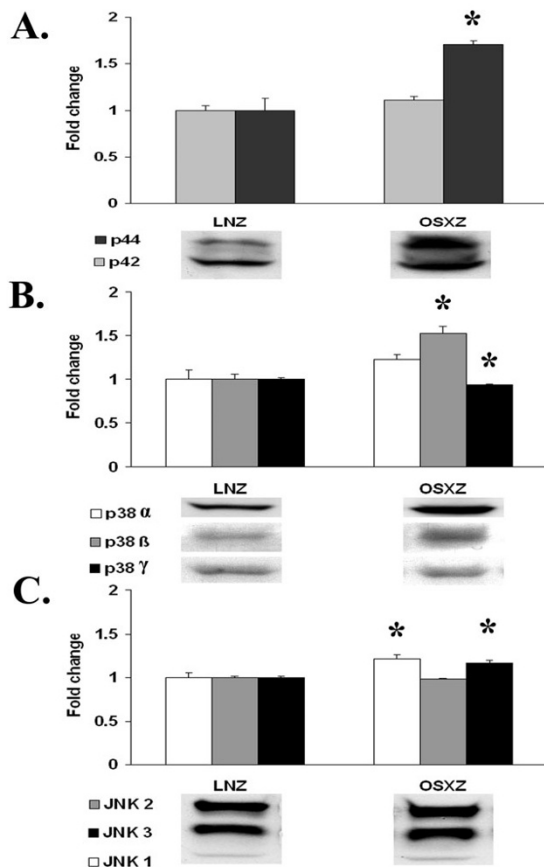 A.
Fold change
2
1.5
1
0.5
0
*
LNZ OSXZ
p44
p42
B.
Fold change
2
1.5
1
0.5
0
*
*
LNZ OSXZ
p38 α
p38 ß
p38 γ
C.
Fold change
2
1.5
1
0.5
0
* *
LNZ OSXZ
JNK 2
JNK 3
JNK 1